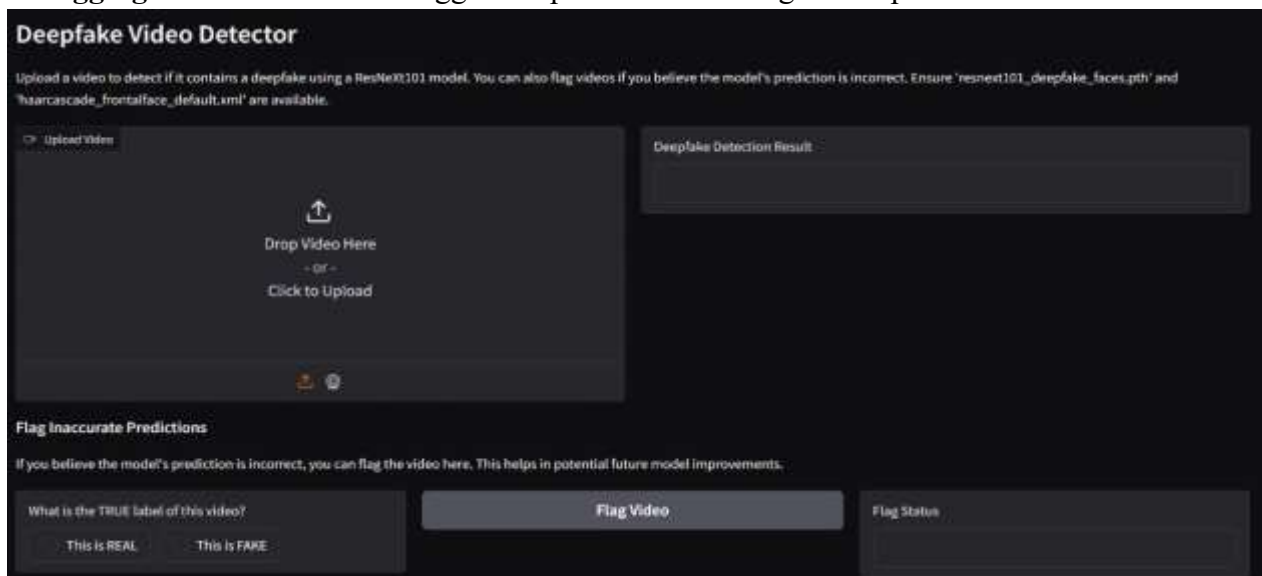 Deepfake Video Detector
Upload a video to detect if it contains a deepfake using a ResNeXt101 model. You can also flag videos if you believe the model's prediction is incorrect. Ensure 'resnext101_deepfake_faces.pth' and
'haarcascade_frontalface_default.xml' are available.
Upload Video
Deepfake Detection Result
Drop Video Here
- or -
Click to Upload
Flag Inaccurate Predictions
If you believe the model's prediction is incorrect, you can flag the video here. This helps in potential future model improvements.
What is the TRUE label of this video?
Flag Video
Flag Status
This is REAL
This is FAKE